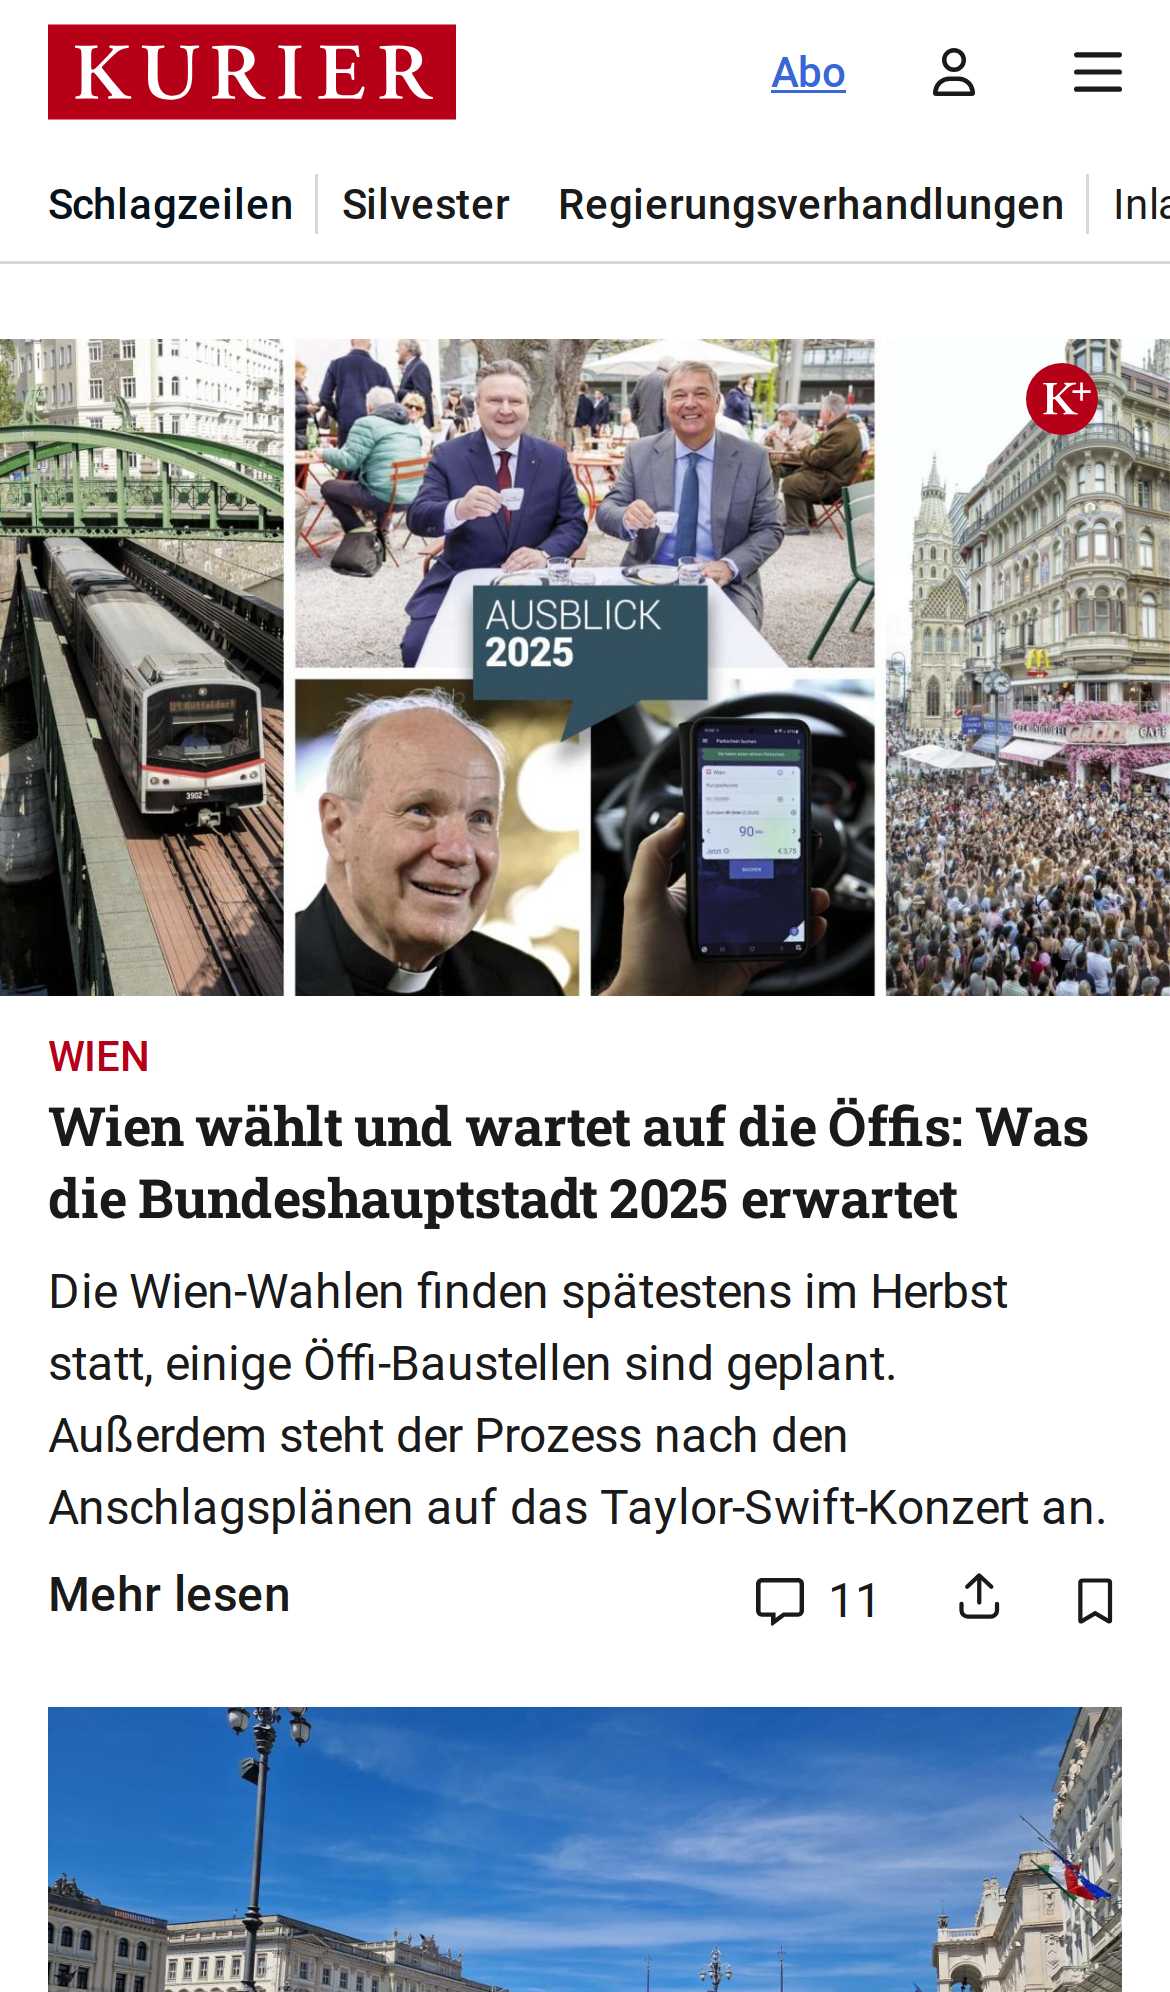 KURIER
Abo
Schlagzeilen
Silvester
Regierungsverhandlungen
Inla
K+
AUSBLICK
2025
3902
90
WIEN
Wien wählt und wartet auf die Öffis: Was
die Bundeshauptstadt 2025 erwartet
Die Wien-Wahlen finden spätestens im Herbst
statt, einige Öffi-Baustellen sind geplant.
Außerdem steht der Prozess nach den
Anschlagsplänen auf das Taylor-Swift-Konzert an.
Mehr lesen
11